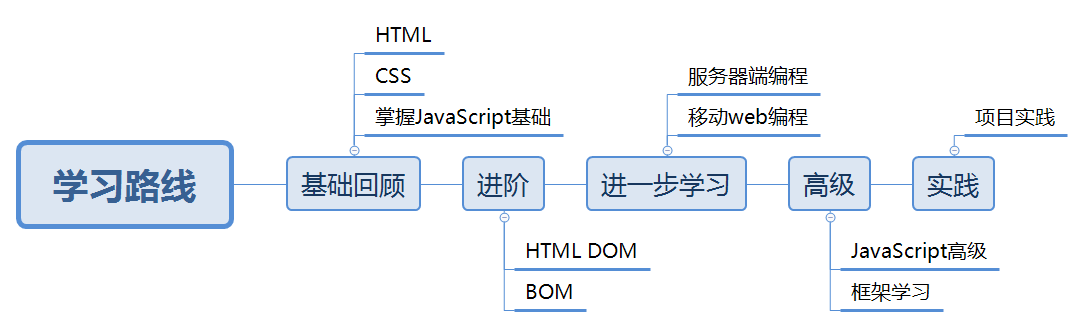 学习路线
基础回顾
HTML
CSS
掌握JavaScript基础
进阶
HTML DOM
BOM
进一步学习
服务器端编程
移动web编程
高级
JavaScript高级
框架学习
实践
项目实践